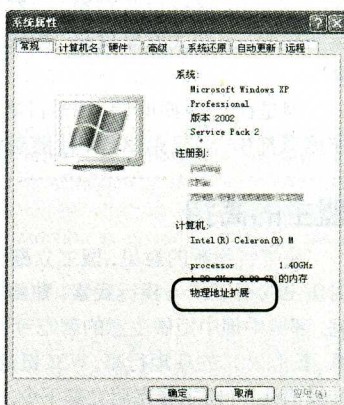 系统属性
常规 计算机名 硬件 高级 系统还原 自动更新 远程
系统:
Microsoft Windows XP
Professional
版本 2002
Service Pack 2
注册到:
计算机:
Intel(R) Celeron(R) M
processor 1.40GHz
的内存
物理地址扩展
确定 取消